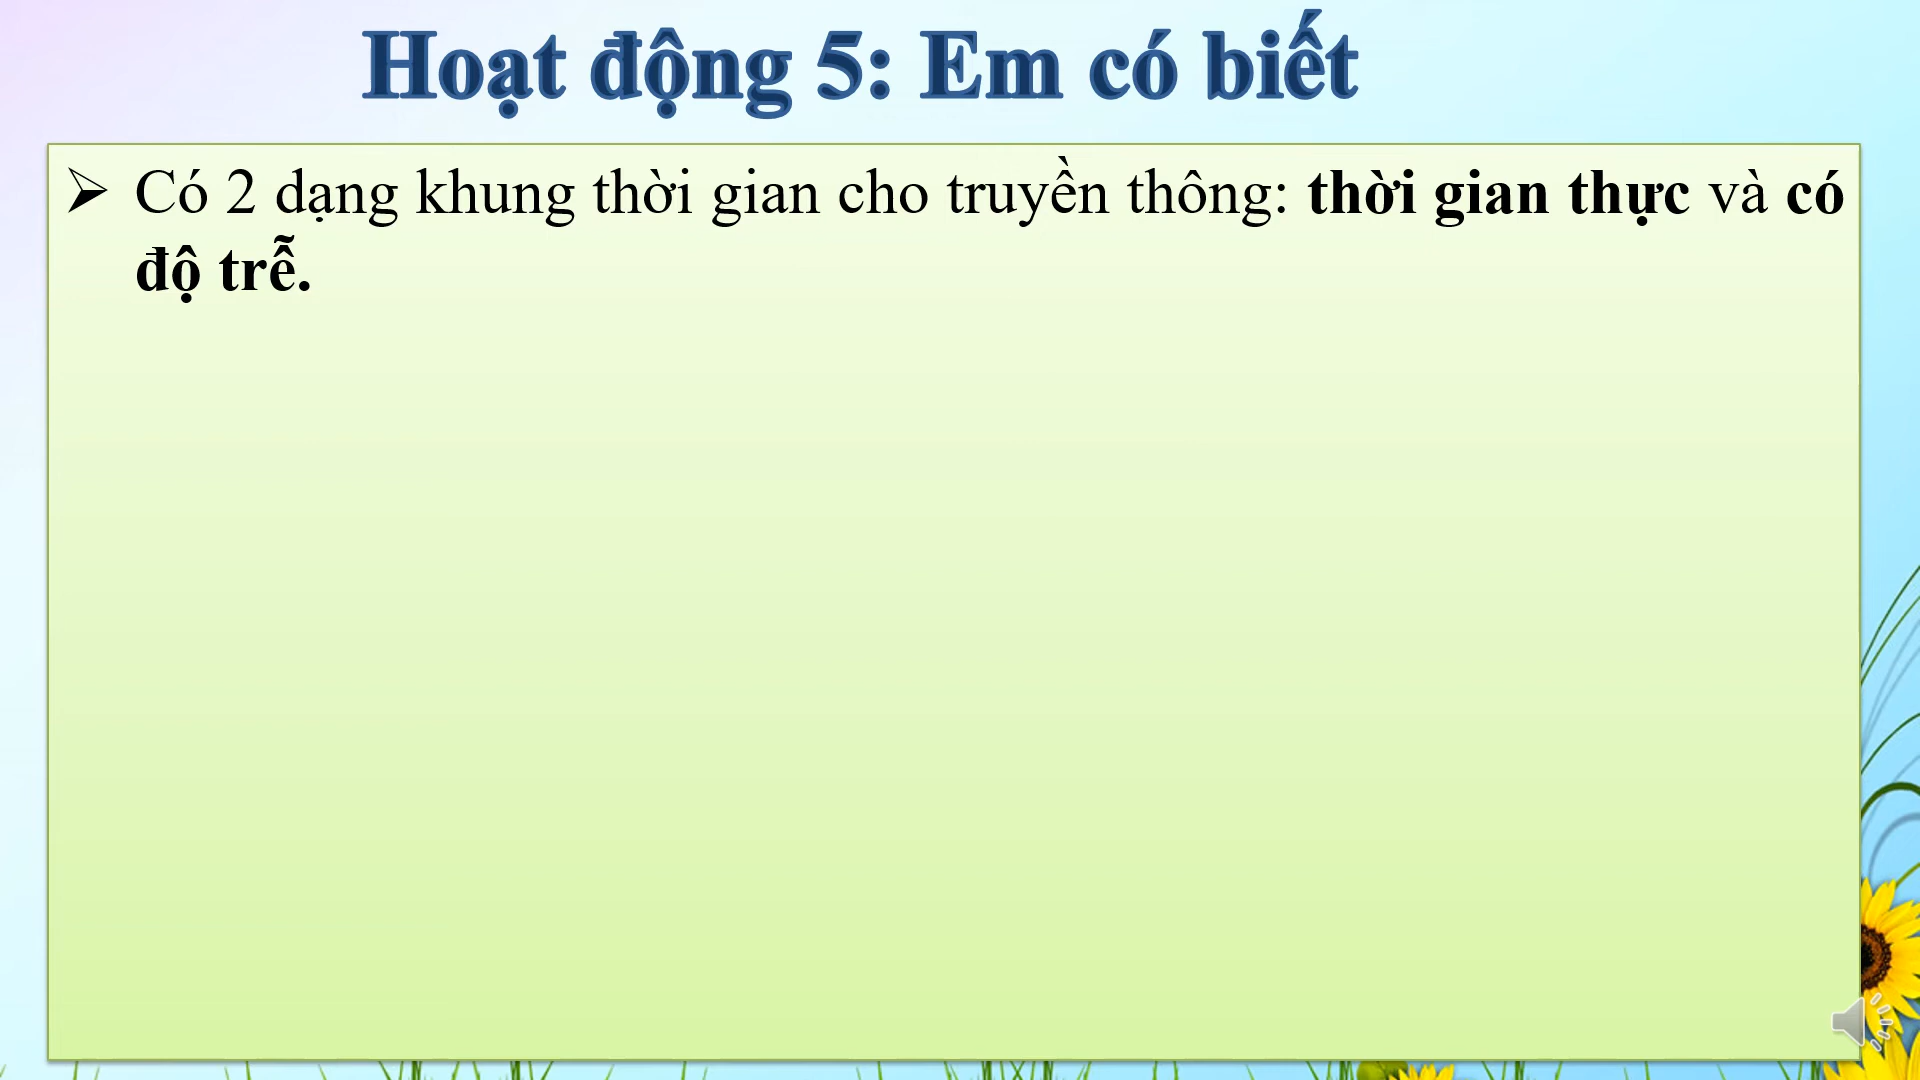 Hoạt động 5: Em có biết
➢ Có 2 dạng khung thời gian cho truyền thông: thời gian thực và có
độ trễ.